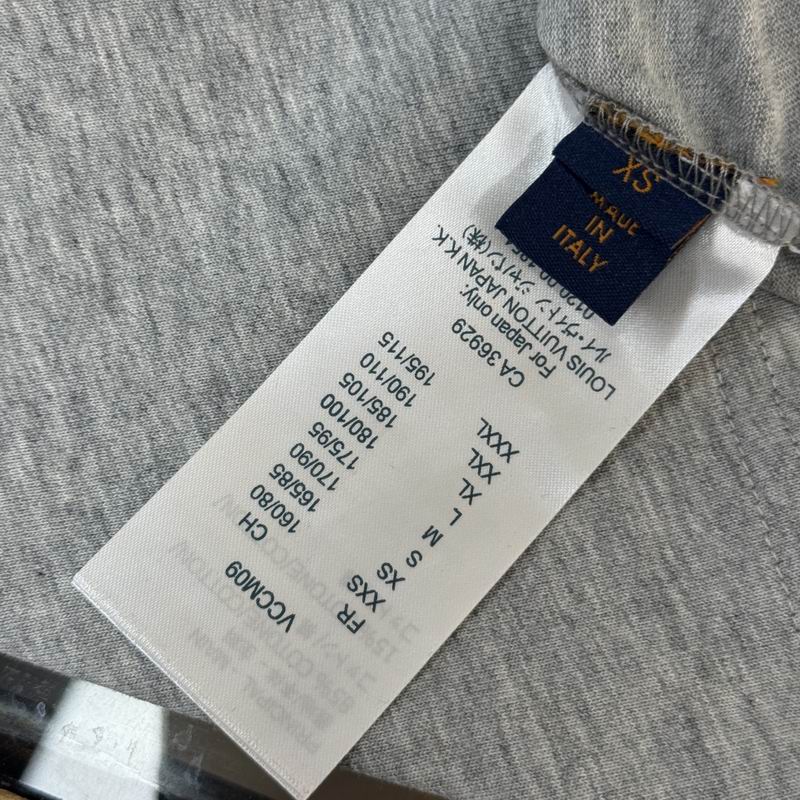 XS
MADE
IN
ITALY
VCCM09
FR CH
XXS 160/80
XS 165/85
S 170/90
M 175/95
L 180/100
XL 185/105
XXL 190/110
XXXL 195/115
CA 36929
For Japan only:
LOUIS VUITTON JAPAN K.K.
ルイ・ヴィトン ジャパン(株)